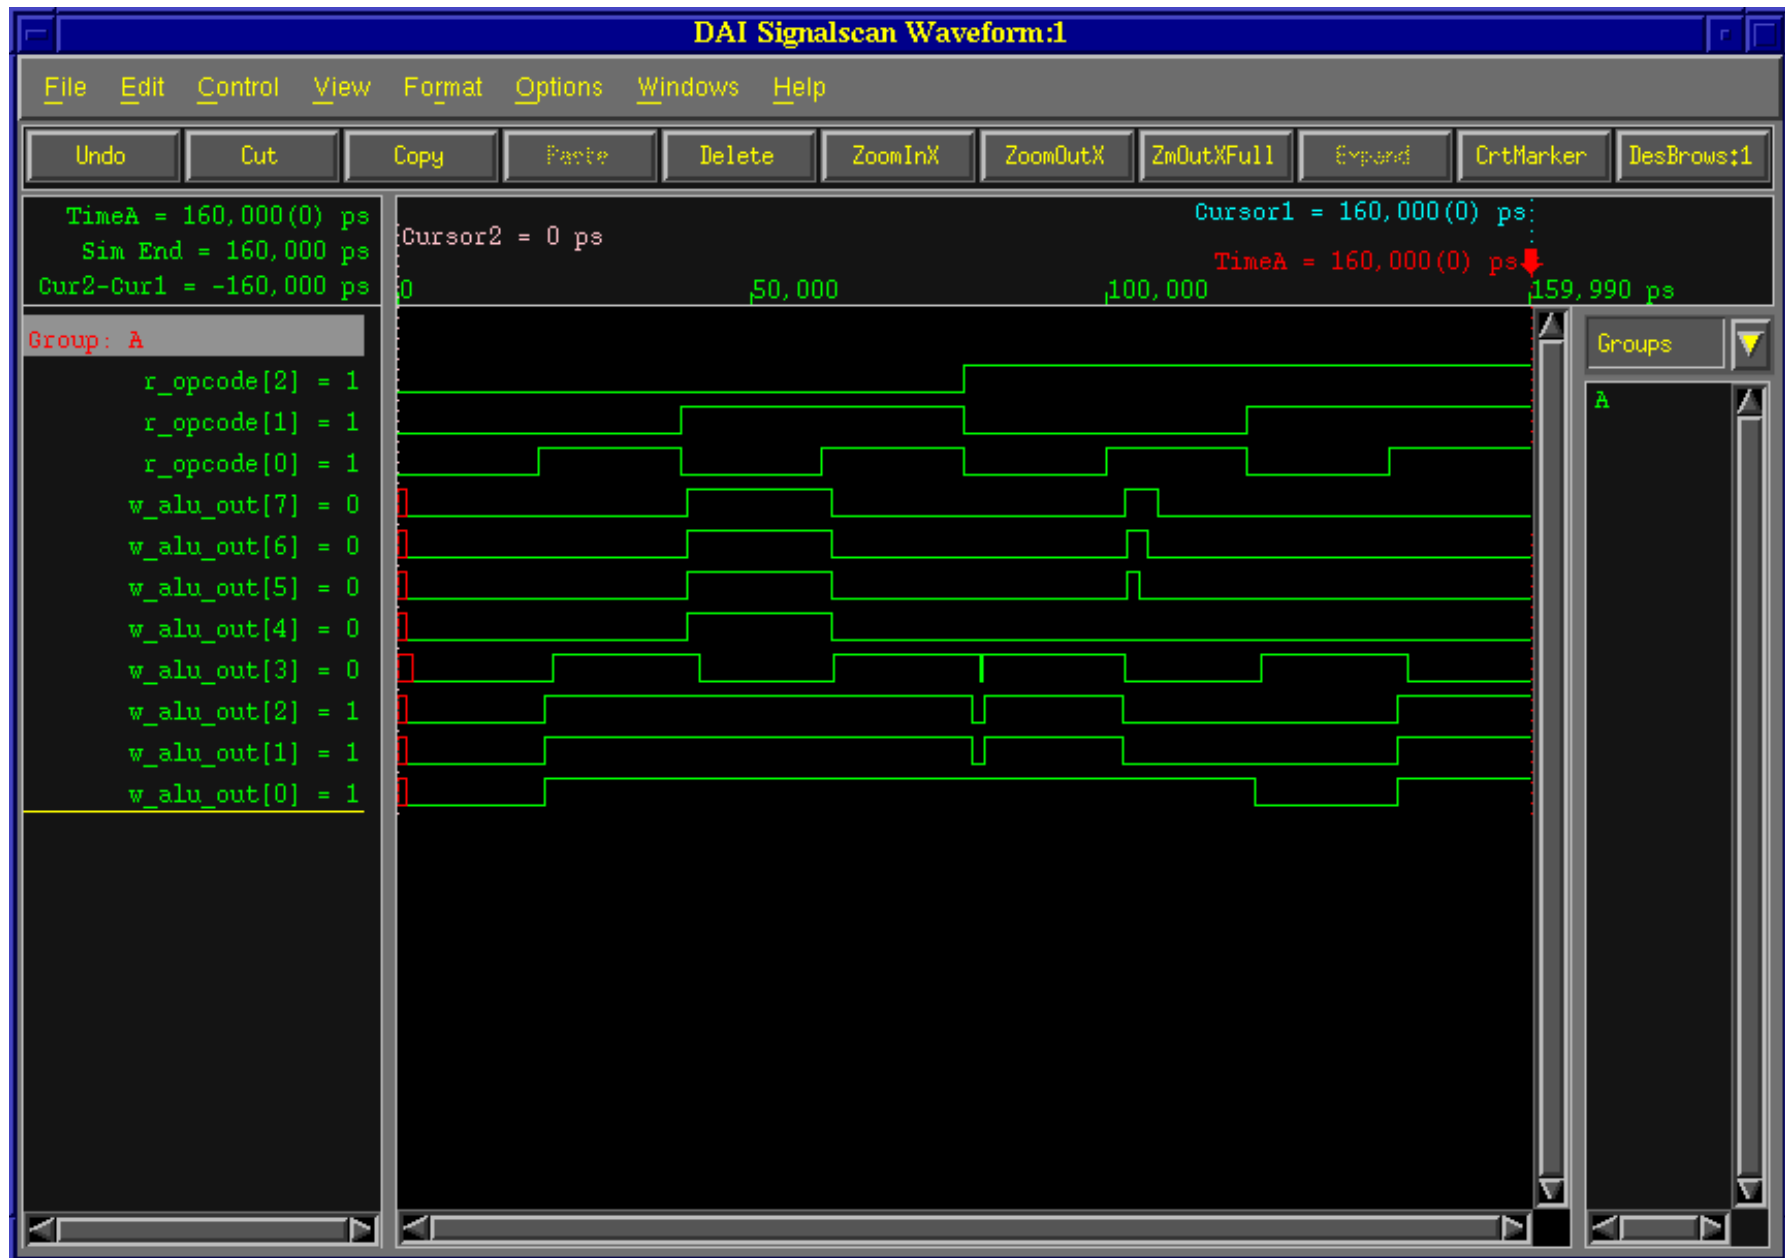 DAI Signalscan Waveform:1
File Edit Control View Format Options Windows Help
Undo Cut Copy Paste Delete ZoomInX ZoomOutX ZmOutXFull Expand CrtMarker DesBrows:1
TimeA = 160,000(0) ps
Sim End = 160,000 ps
Cur2-Cur1 = -160,000 ps
Cursor1 = 160,000(0) ps
Cursor2 = 0 ps
TimeA = 160,000(0) ps
0 50,000 100,000 159,990 ps
Group: A
r_opcode[2] = 1
r_opcode[1] = 1
r_opcode[0] = 1
w_alu_out[7] = 0
w_alu_out[6] = 0
w_alu_out[5] = 0
w_alu_out[4] = 0
w_alu_out[3] = 0
w_alu_out[2] = 1
w_alu_out[1] = 1
w_alu_out[0] = 1
Groups
A